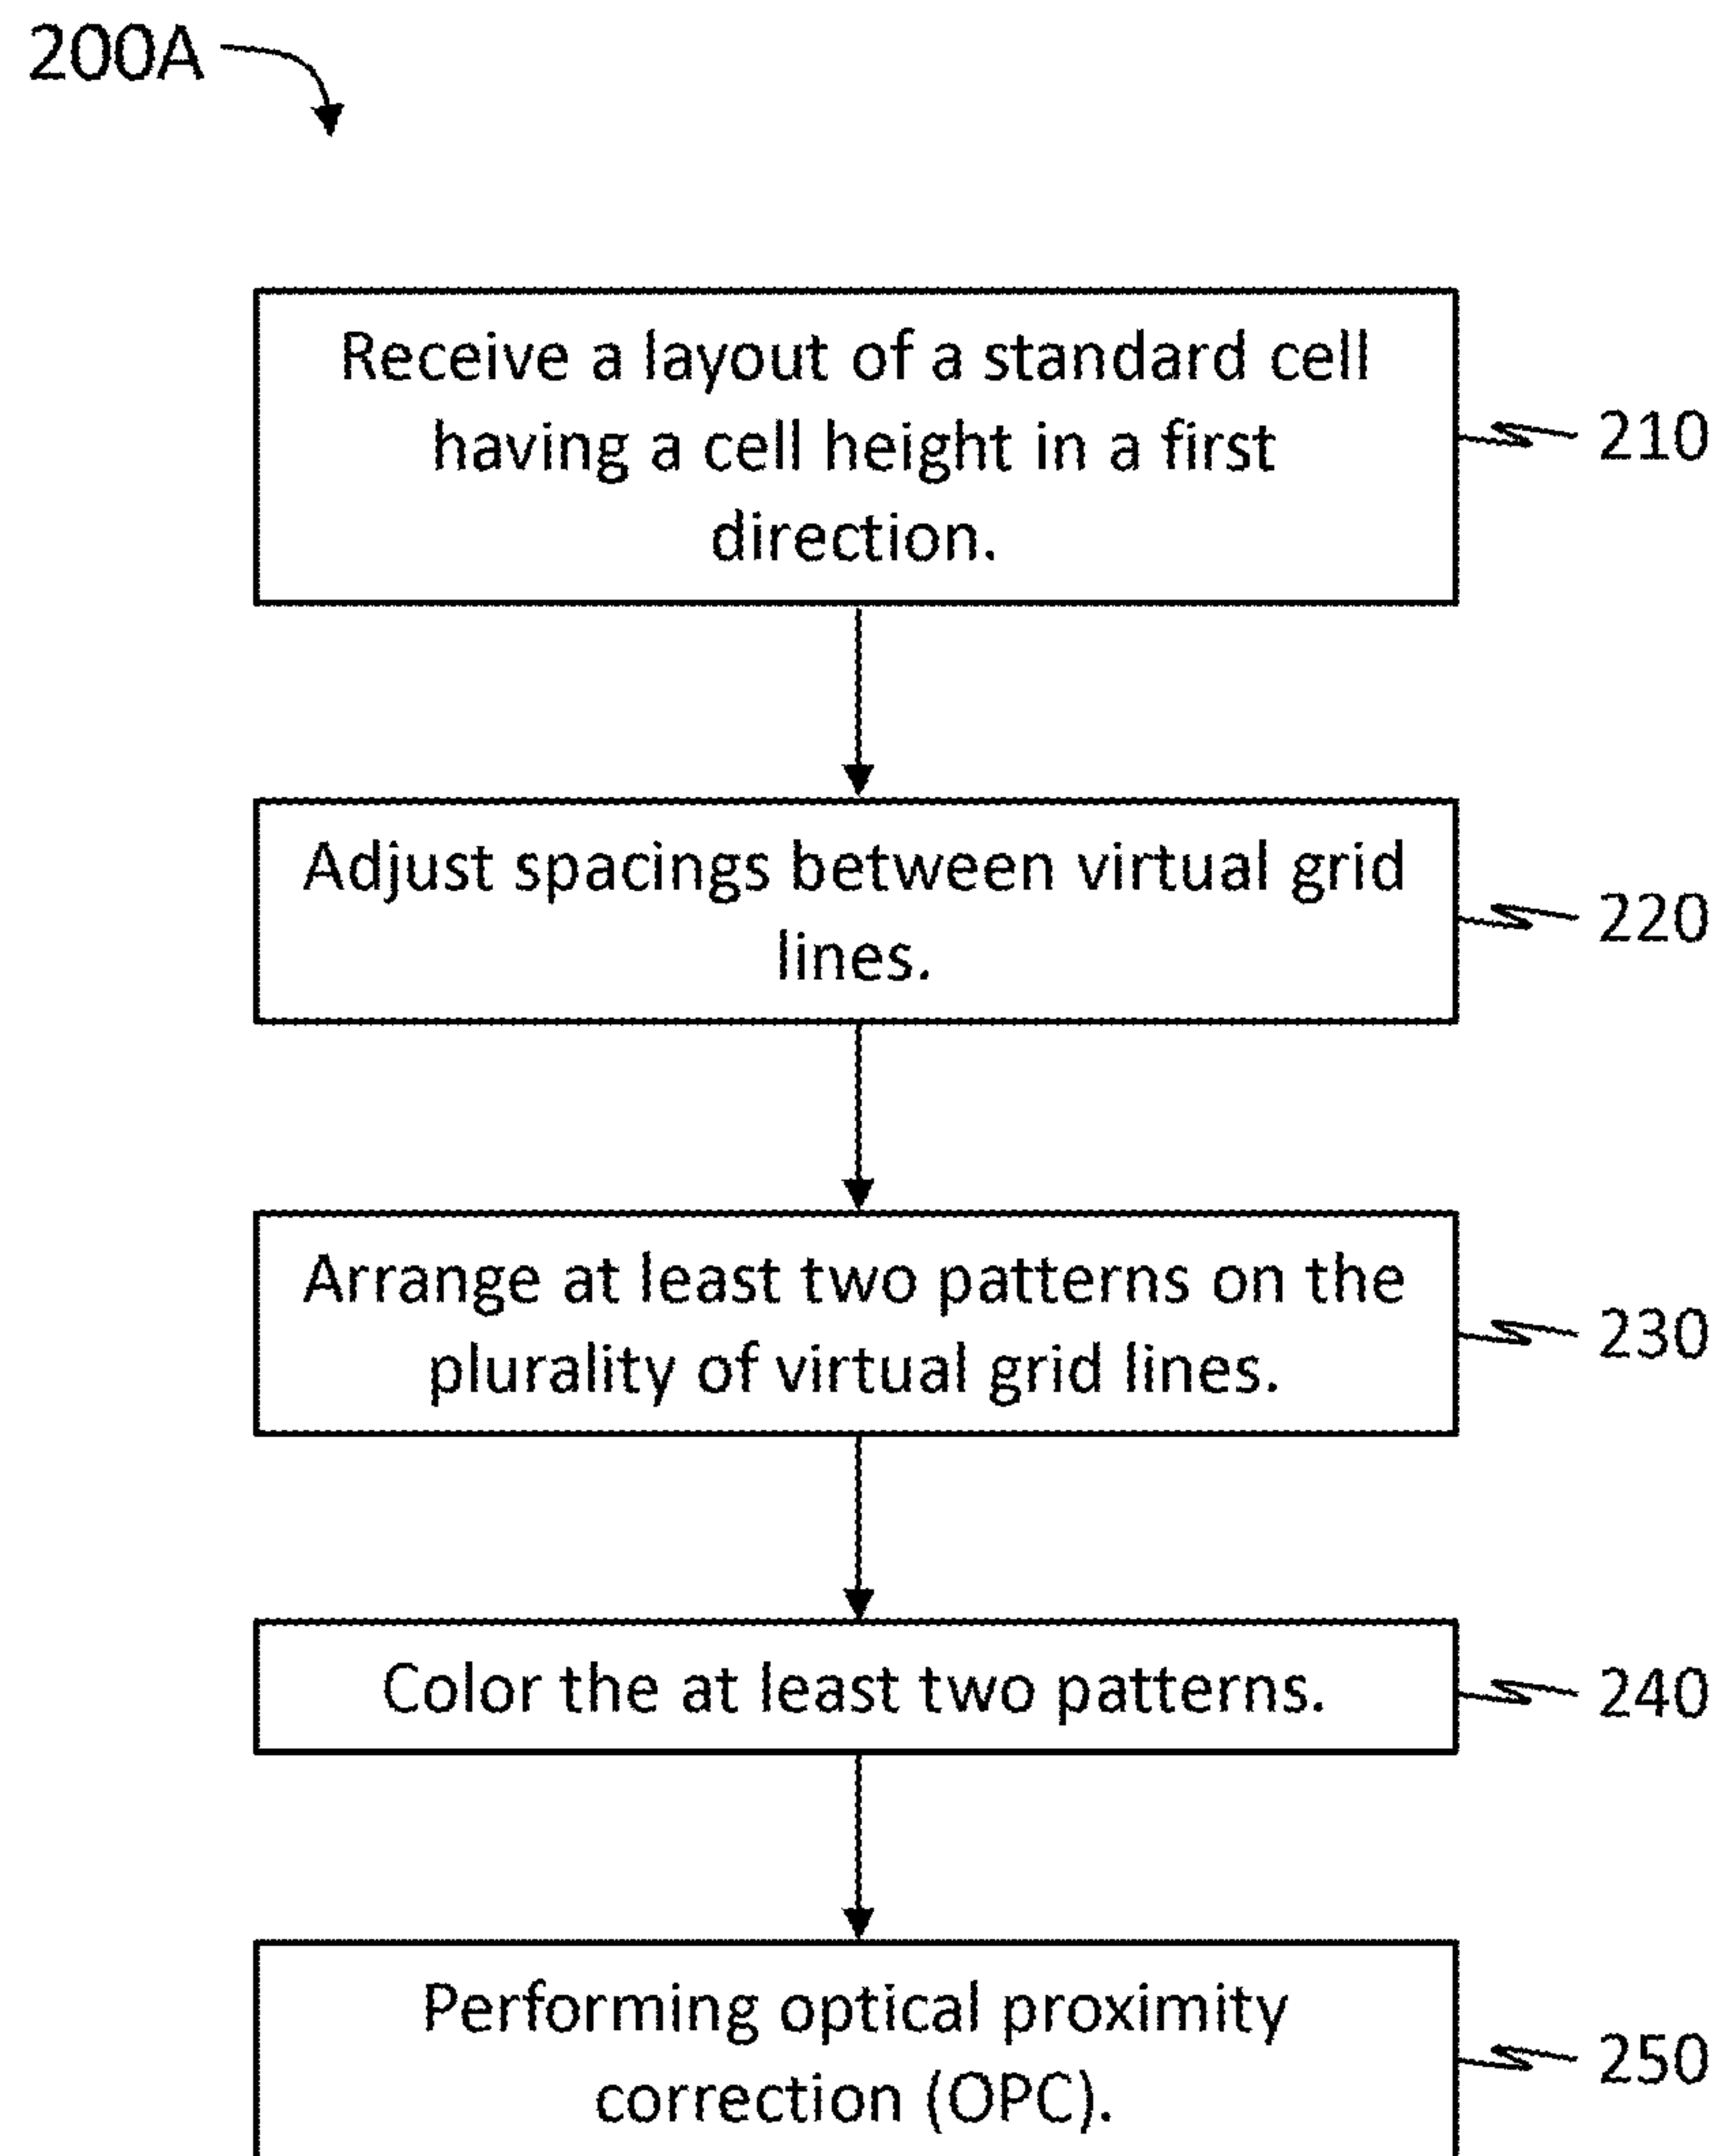 200A
Receive a layout of a standard cell
having a cell height in a first
direction.
210
Adjust spacings between virtual grid
lines.
220
Arrange at least two patterns on the
plurality of virtual grid lines.
230
Color the at least two patterns.
240
Performing optical proximity
correction (OPC).
250